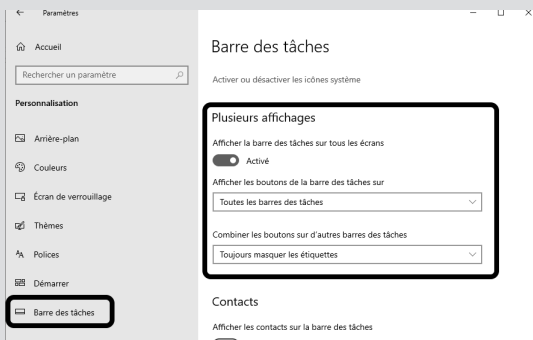 Paramètres
Accueil
Rechercher un paramètre
Personnalisation
Arrière-plan
Couleurs
Écran de verrouillage
Thèmes
Polices
Démarrer
Barre des tâches
Barre des tâches
Activer ou désactiver les icônes système
Plusieurs affichages
Afficher la barre des tâches sur tous les écrans
Activé
Afficher les boutons de la barre des tâches sur
Toutes les barres des tâches
Combiner les boutons sur d'autres barres des tâches
Toujours masquer les étiquettes
Contacts
Afficher les contacts sur la barre des tâches